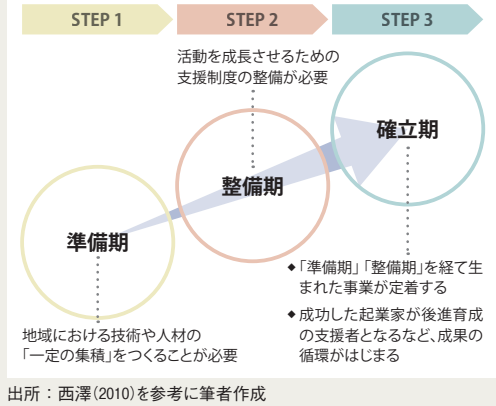 STEP 1
STEP 2
STEP 3
活動を成長させるための
支援制度の整備が必要
確立期
整備期
準備期
◆「準備期」「整備期」を経て生
まれた事業が定着する
◆成功した起業家が後進育成
の支援者となるなど、成果の
循環がはじまる
地域における技術や人材の
「一定の集積」をつくることが必要
出所：西澤(2010)を参考に筆者作成